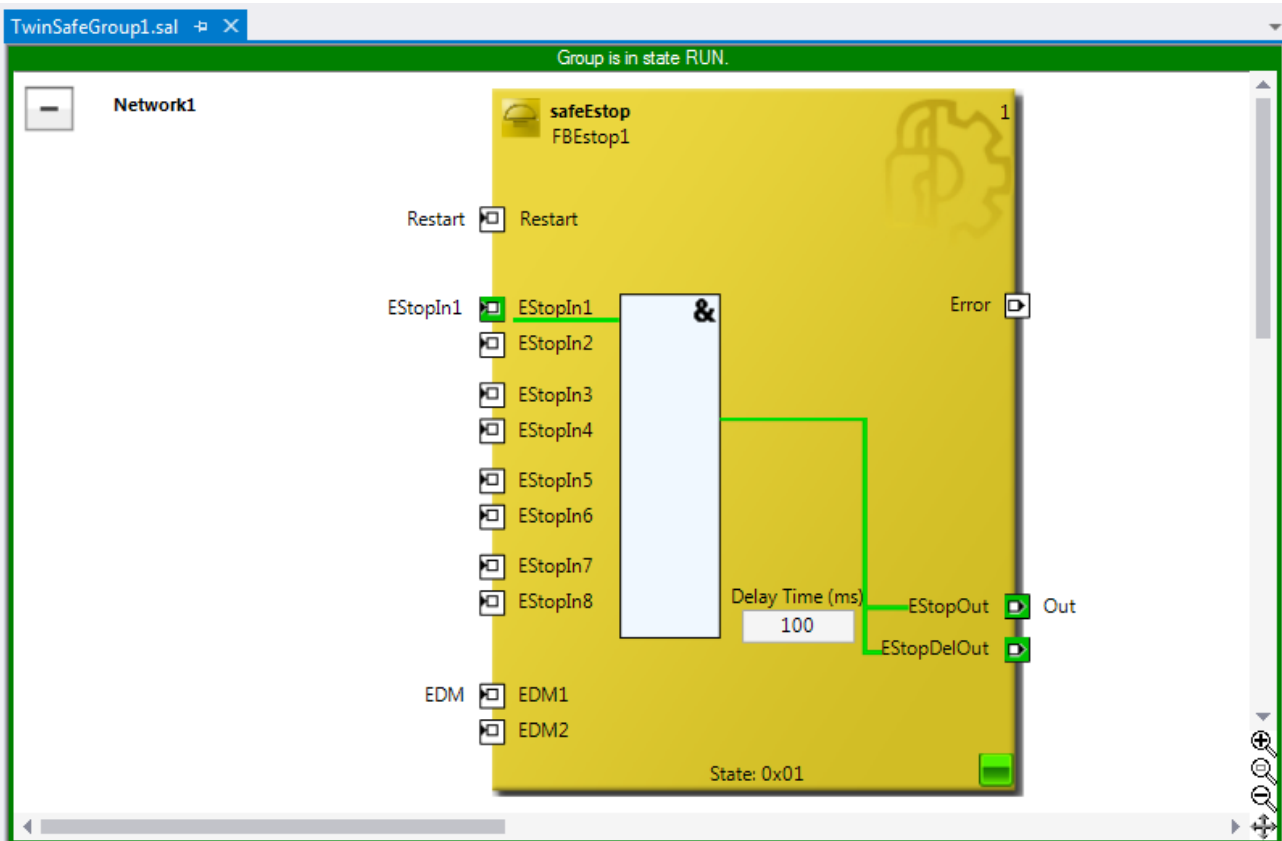 TwinSafeGroup1.sal
Group is in state RUN.
Network1
safeEstop
1
FBEstop1
Restart Restart
EStopIn1 EStopIn1 & Error
EStopIn2
EStopIn3
EStopIn4
EStopIn5
EStopIn6
EStopIn7
EStopIn8 Delay Time (ms) EStopOut Out
100
EStopDelOut
EDM EDM1
EDM2
State: 0x01